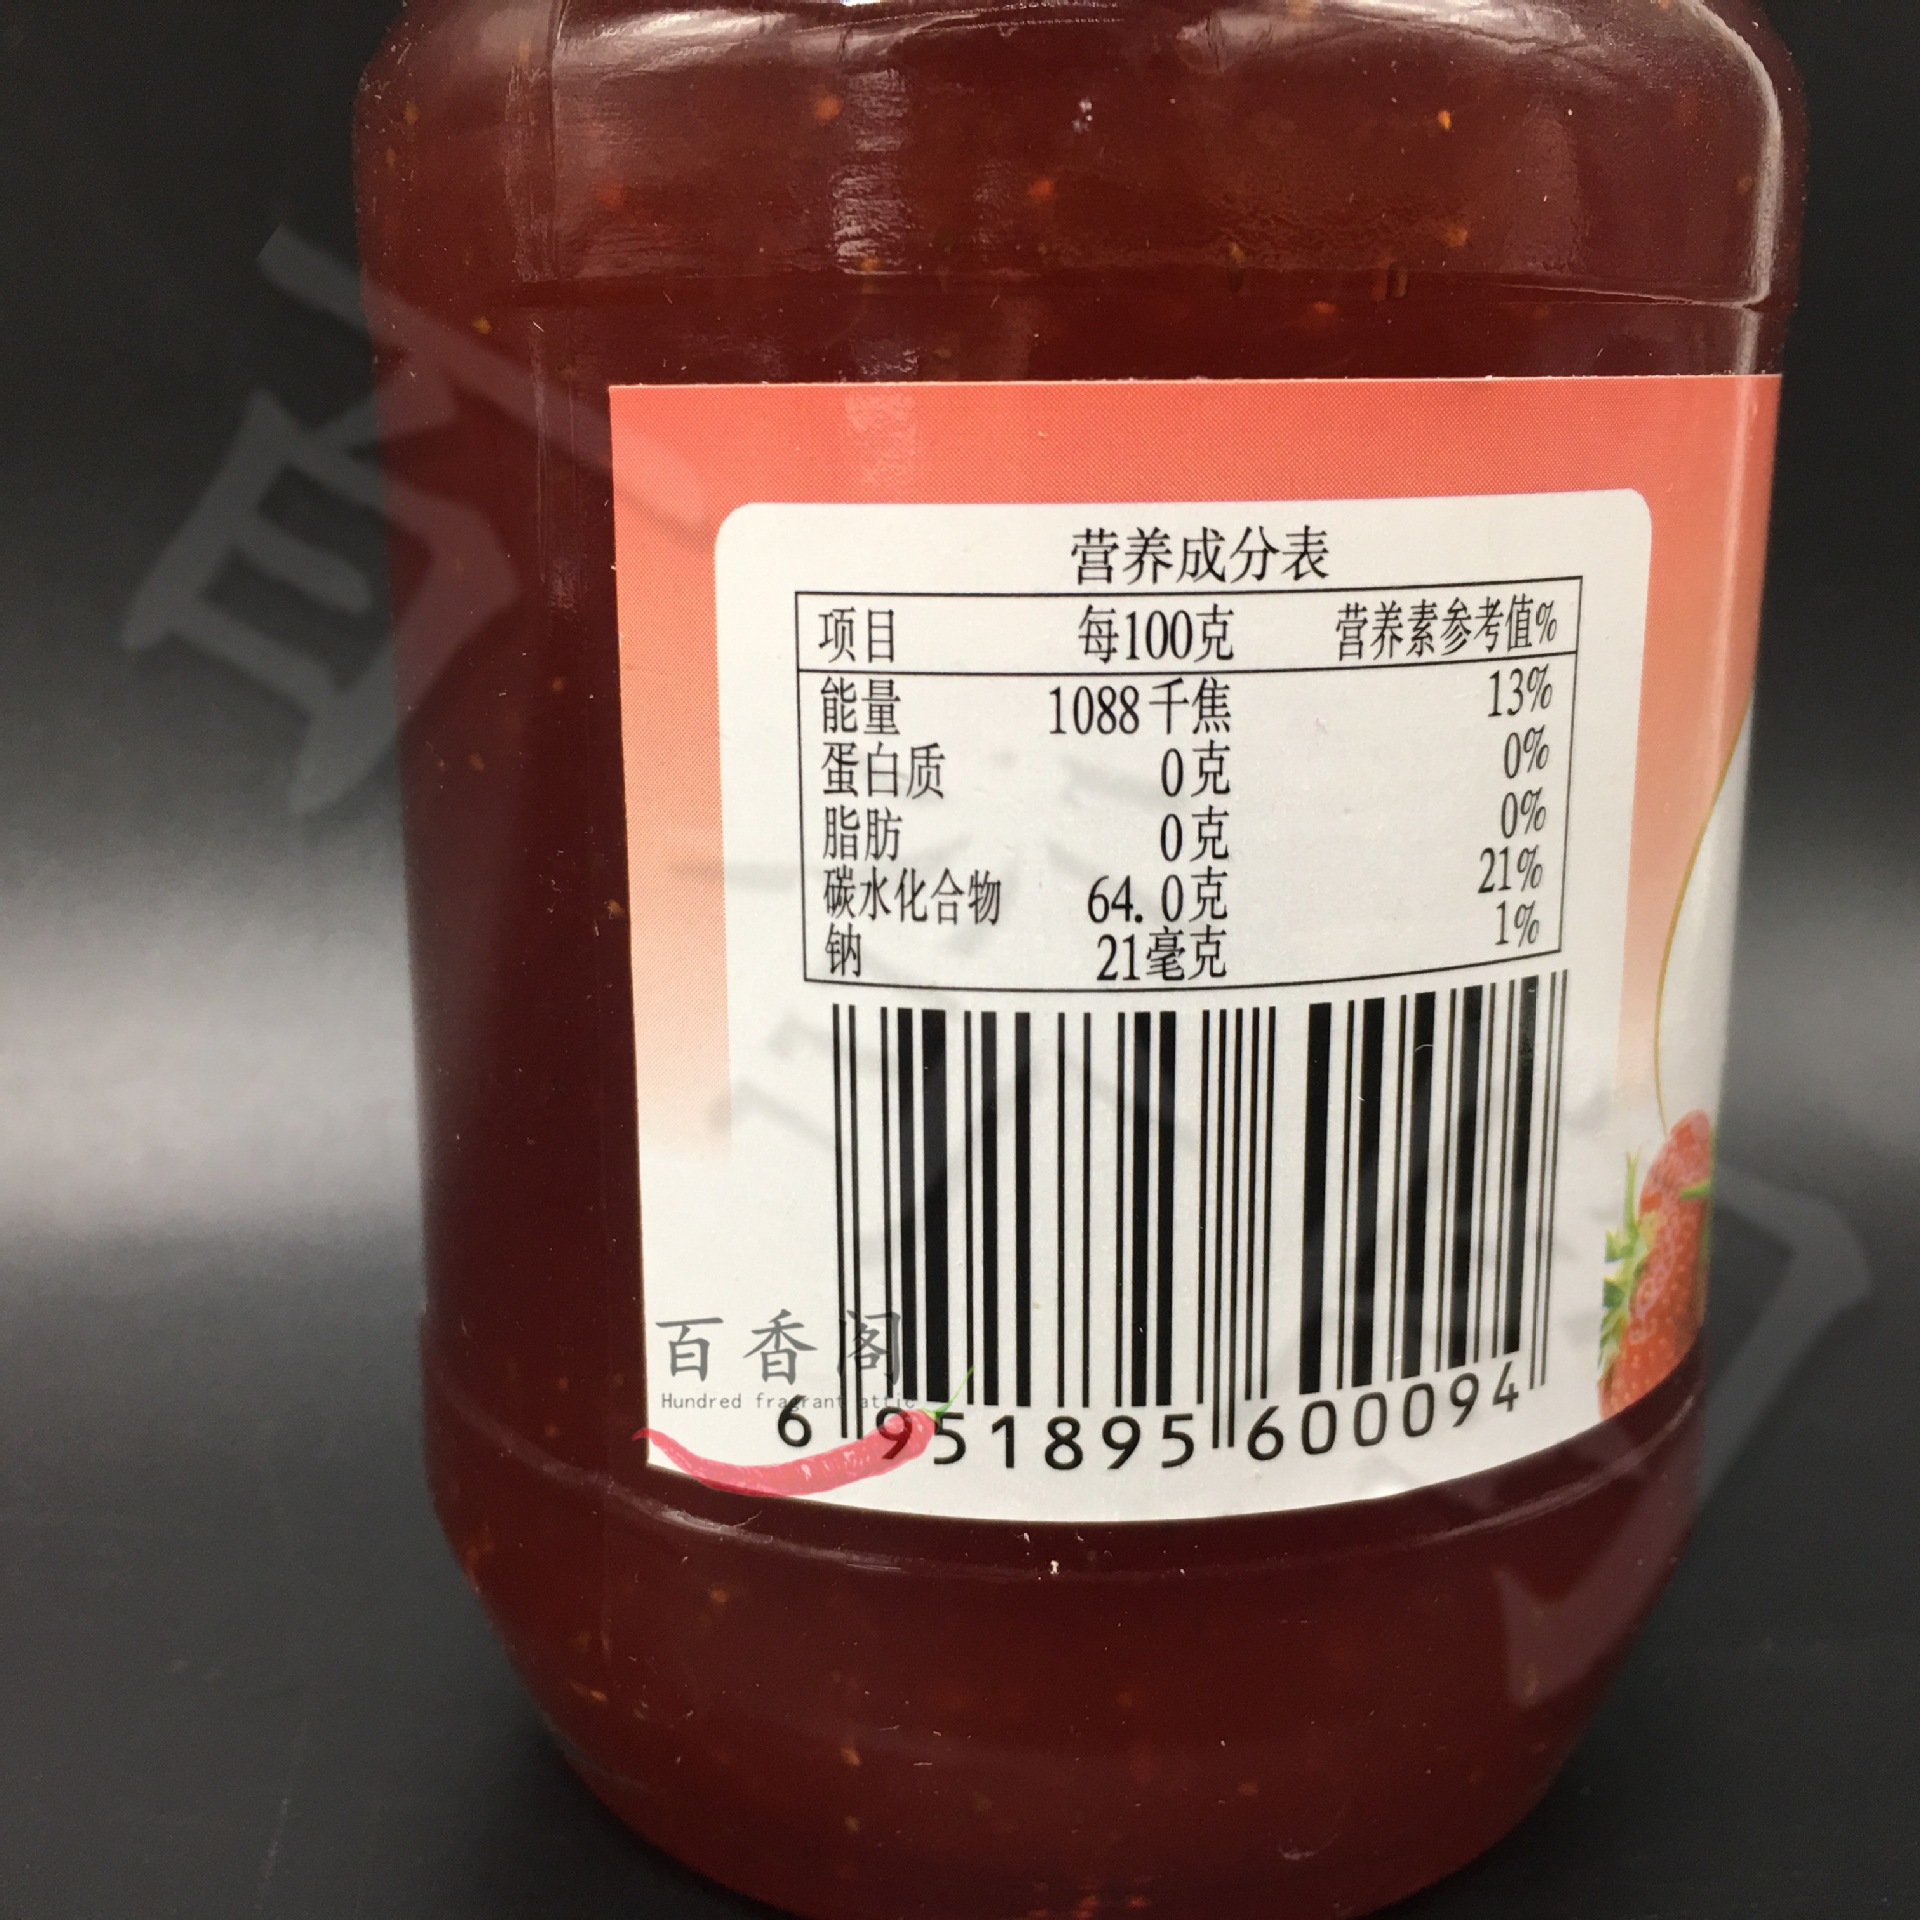 营养成分表
项目 每100克 营养素参考值%
能量 1088千焦 13%
蛋白质 0克 0%
脂肪 0克 0%
碳水化合物 64.0克 21%
钠 21毫克 1%
百香阁
Hundred fragrant attic
6 951895 600094